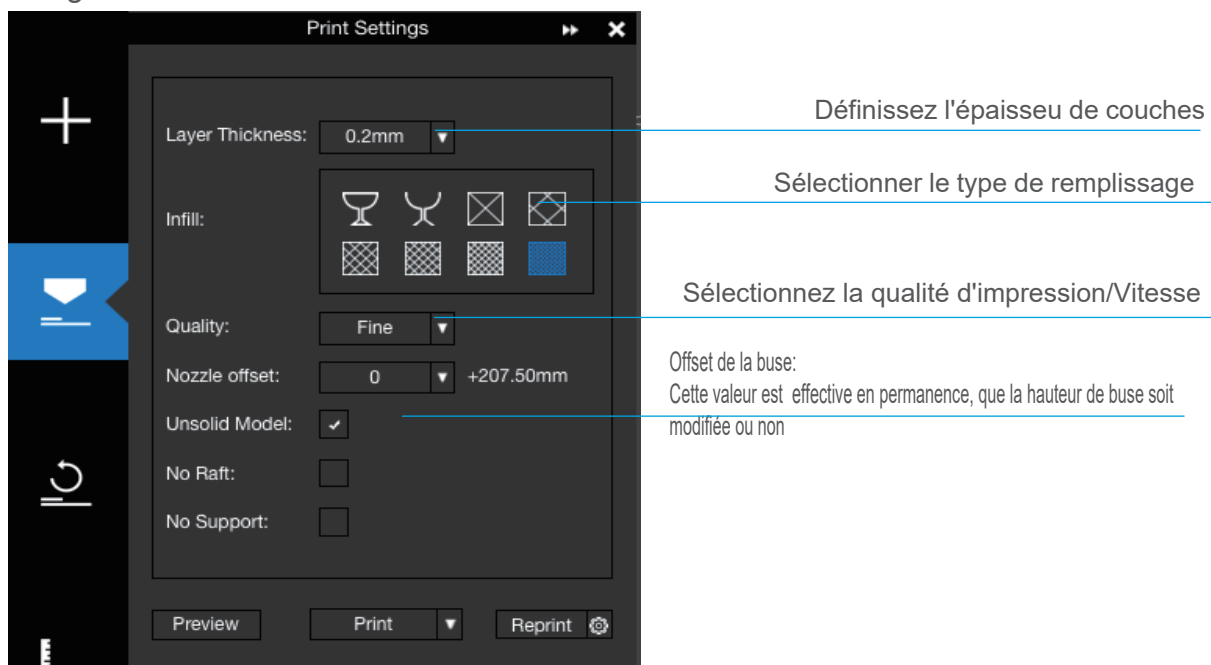 Print Settings
Layer Thickness: 0.2mm
Définissez l'épaisseu de couches
Sélectionner le type de remplissage
Infill:
Sélectionnez la qualité d'impression/Vitesse
Quality: Fine
Nozzle offset: 0 +207.50mm
Offset de la buse:
Cette valeur est effective en permanence, que la hauteur de buse soit
modifiée ou non
Unsolid Model:
No Raft:
No Support:
Preview Print Reprint